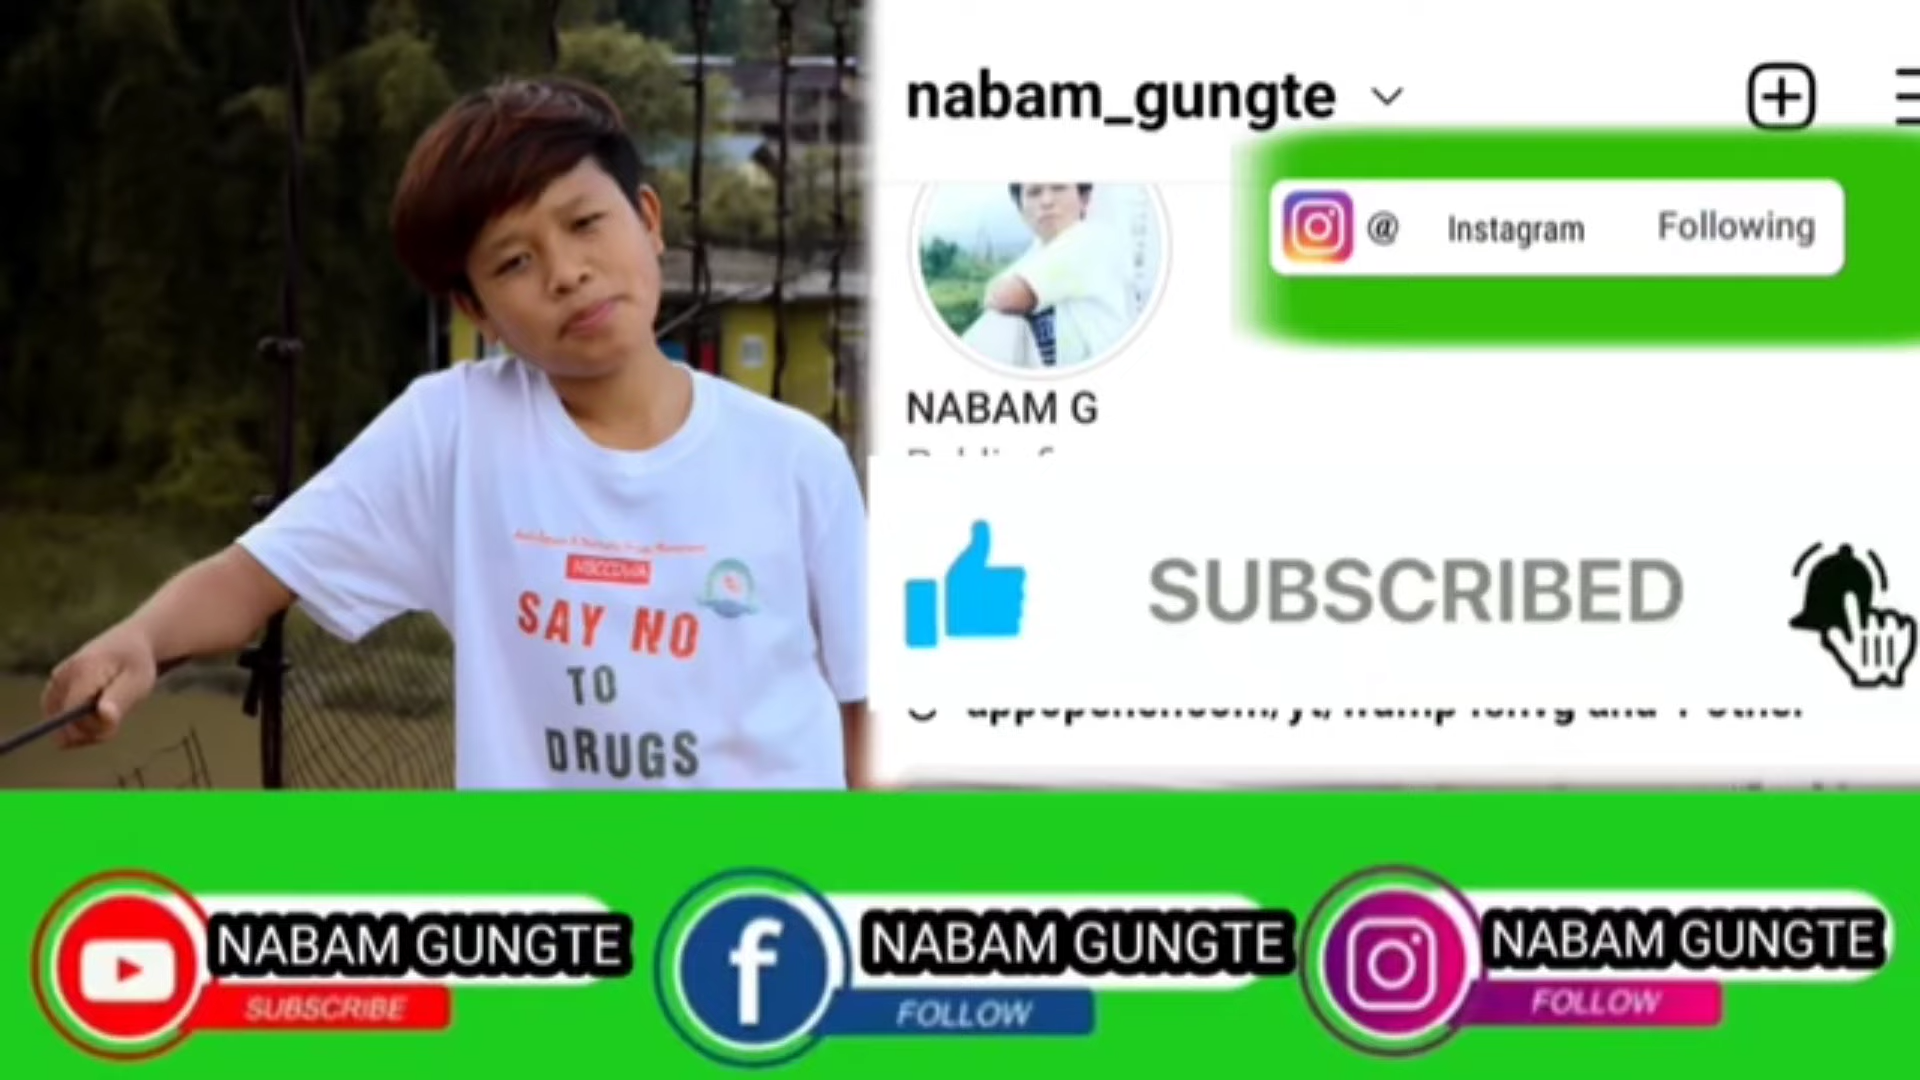 nabam_gungte
@ Instagram Following
NABAM G
SAY NO
TO
DRUGS
SUBSCRIBED
NABAM GUNGTE
SUBSCRIBE
NABAM GUNGTE
FOLLOW
NABAM GUNGTE
FOLLOW